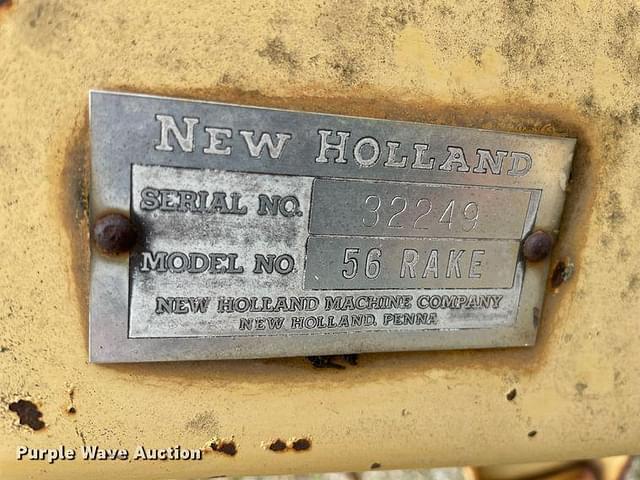 NEW HOLLAND
SERIAL NO. 32249
MODEL NO. 56 RAKE
NEW HOLLAND MACHINE COMPANY
NEW HOLLAND, PENNA
Purple Wave Auction